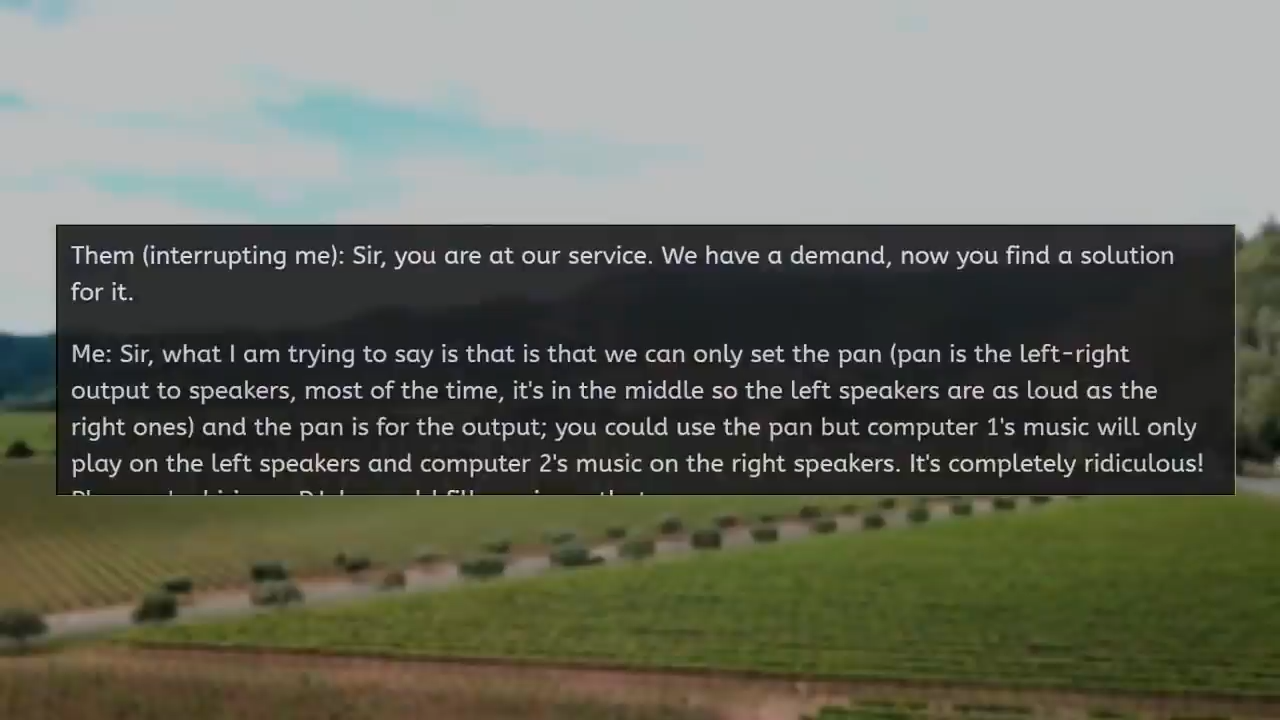 Them (interrupting me): Sir, you are at our service. We have a demand, now you find a solution
for it.
Me: Sir, what I am trying to say is that is that we can only set the pan (pan is the left-right
output to speakers, most of the time, it's in the middle so the left speakers are as loud as the
right ones) and the pan is for the output; you could use the pan but computer 1's music will only
play on the left speakers and computer 2's music on the right speakers. It's completely ridiculous!